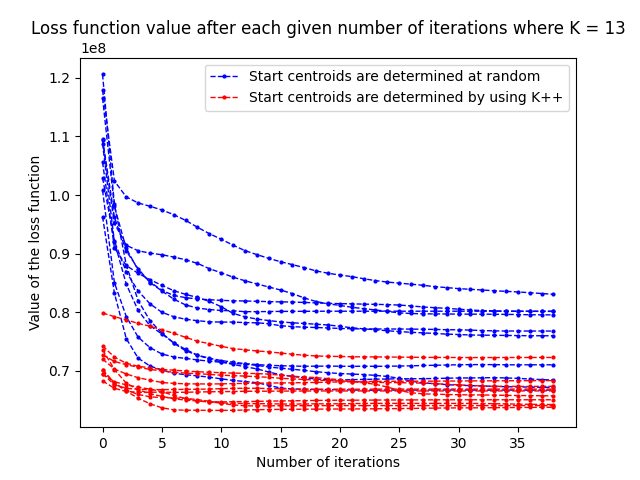 Loss function value after each given number of iterations where K = 13
1e8
Start centroids are determined at random
Start centroids are determined by using K++
1.2
1.1
1.0
0.9
0.8
0.7
Value of the loss function
0 5 10 15 20 25 30 35
Number of iterations